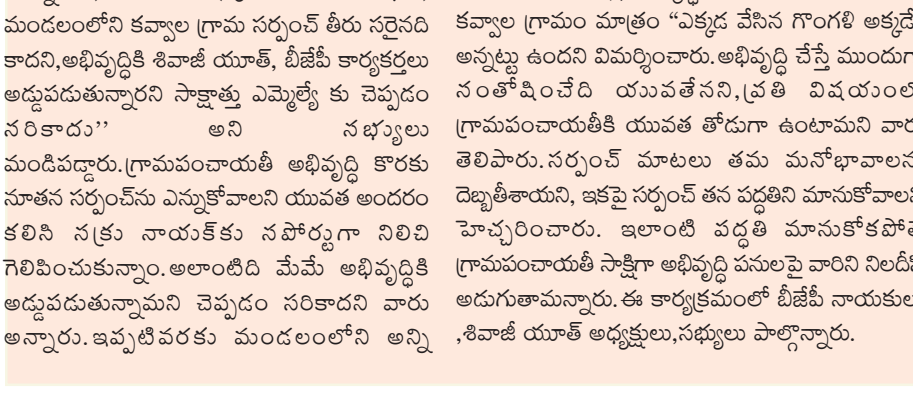 మండలంలోని కవ్వాల గ్రామ సర్పంచ్ తీరు సరైనది
కాదని,అభివృద్ధికి శివాజీ యూత్, బీజేపీ కార్యకర్తలు
అడ్డుపడుతున్నారని సాక్షాత్తు ఎమ్మెల్యే కు చెప్పడం
సరికాదు’’ అని సభ్యులు
మండిపడ్డారు.గ్రామపంచాయతీ అభివృద్ధి కొరకు
నూతన సర్పంచ్‌ను ఎన్నుకోవాలని యువత అందరం
కలిసి సక్రు నాయక్‌కు సపోర్టుగా నిలిచి
గెలిపించుకున్నాం.అలాంటిది మేమే అభివృద్ధికి
అడ్డుపడుతున్నామని చెప్పడం సరికాదని వారు
అన్నారు.ఇప్పటివరకు మండలంలోని అన్ని
కవ్వాల గ్రామం మాత్రం “ఎక్కడ వేసిన గొంగళి అక్కడే
అన్నట్టు ఉందని విమర్శించారు.అభివృద్ధి చేస్తే ముందుగా
సంతోషించేది యువతేనని,ప్రతి విషయంలో
గ్రామపంచాయతీకి యువత తోడుగా ఉంటామని వారు
తెలిపారు.సర్పంచ్ మాటలు తమ మనోభావాలను
దెబ్బతీశాయని, ఇకపై సర్పంచ్ తన పద్ధతిని మానుకోవాలని
హెచ్చరించారు. ఇలాంటి పద్ధతి మానుకోకపోతే
గ్రామపంచాయతీ సాక్షిగా అభివృద్ధి పనులపై వారిని నిలదీసి
అడుగుతామన్నారు.ఈ కార్యక్రమంలో బీజేపీ నాయకులు
,శివాజీ యూత్ అధ్యక్షులు,సభ్యులు పాల్గొన్నారు.